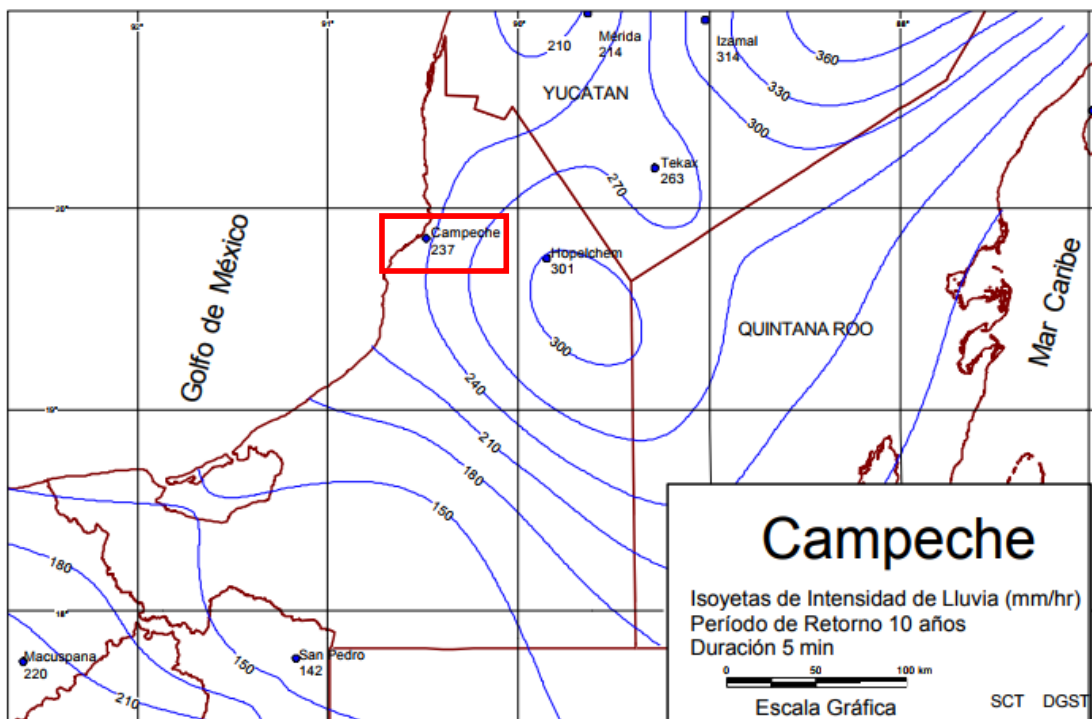 92°
91°
90°
210
Mérida
214
Izamal
314
360
330
YUCATAN
300
Tekax
263
270
20°
Campeche
237
Hopelchem
301
Golfo de México
Mar Caribe
QUINTANA ROO
300
240
19°
210
180
150
180
18°
Macuspana
220
150
San Pedro
142
210
Campeche
Isoyetas de Intensidad de Lluvia (mm/hr)
Período de Retorno 10 años
Duración 5 min
0 50 100 km
Escala Gráfica
SCT DGST